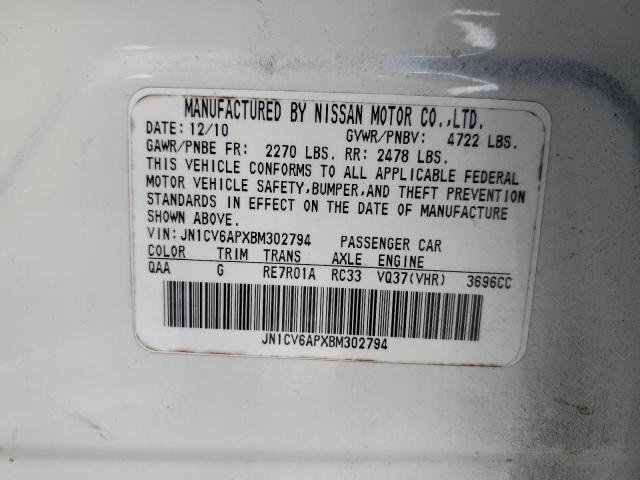 MANUFACTURED BY NISSAN MOTOR CO.,LTD.
DATE: 12/10 GVWR/PNBV: 4722 LBS.
GAWR/PNBE FR: 2270 LBS. RR: 2478 LBS.
THIS VEHICLE CONFORMS TO ALL APPLICABLE FEDERAL
MOTOR VEHICLE SAFETY,BUMPER,AND THEFT PREVENTION
STANDARDS IN EFFECT ON THE DATE OF MANUFACTURE
SHOWN ABOVE.
VIN:JN1CV6APXBM302794 PASSENGER CAR
COLOR TRIM TRANS AXLE ENGINE
QAA G RE7R01A RC33 VQ37(VHR) 3696CC
JN1CV6APXBM302794